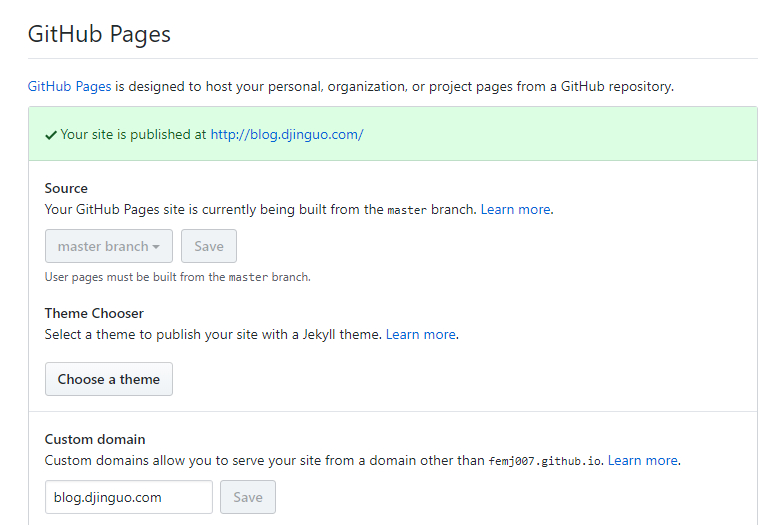 GitHub Pages
GitHub Pages is designed to host your personal, organization, or project pages from a GitHub repository.
Your site is published at http://blog.djinguo.com/
Source
Your GitHub Pages site is currently being built from the master branch. Learn more.
master branch Save
User pages must be built from the master branch.
Theme Chooser
Select a theme to publish your site with a Jekyll theme. Learn more.
Choose a theme
Custom domain
Custom domains allow you to serve your site from a domain other than femj007.github.io. Learn more.
blog.djinguo.com Save